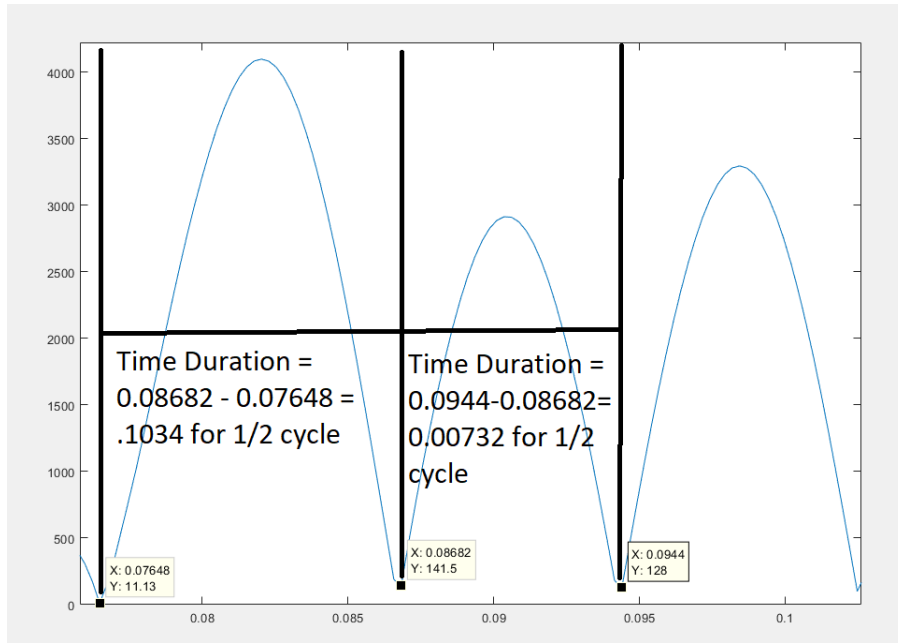 4000
3500
3000
2500
2000
1500
1000
500
0
Time Duration =
0.08682 - 0.07648 =
.1034 for 1/2 cycle
Time Duration =
0.0944-0.08682=
0.00732 for 1/2
cycle
X: 0.07648
Y: 11.13
X: 0.08682
Y: 141.5
X: 0.0944
Y: 128
0.08
0.085
0.09
0.095
0.1